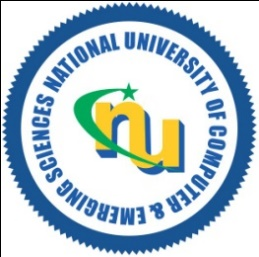 NATIONAL UNIVERSITY OF COMPUTER & EMERGING SCIENCES
nu